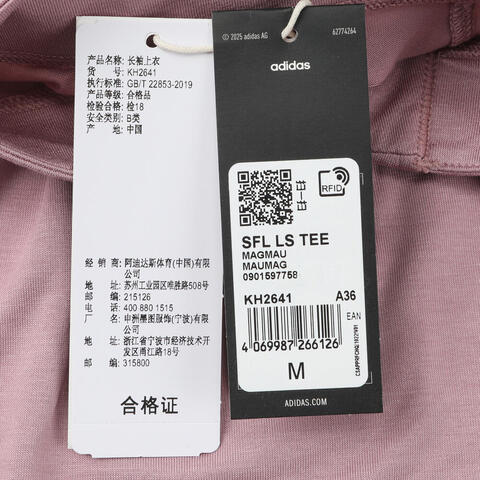 产品名称: 长袖上衣
货 号: KH2641
执行标准: GB/T 22853-2019
产品等级: 合格品
检验合格: 检18
安全类别: B类
产 地: 中国
经 销 商: 阿迪达斯体育(中国)有限
公司
地 址: 苏州工业园区唯胜路508号
邮 编: 215126
电 话: 400 880 1515
厂 名: 申洲墨图服饰(宁波)有限
公司
地 址: 浙江省宁波市经济技术开
发区甬江路18号
邮 编: 315800
合格证
© 2025 adidas AG
62774264
adidas
RFID
SFL LS TEE
MAGMAU
MAUMAG
0901597758
KH2641 A36
EAN
4 069987 266126
M
ADIDAS.COM